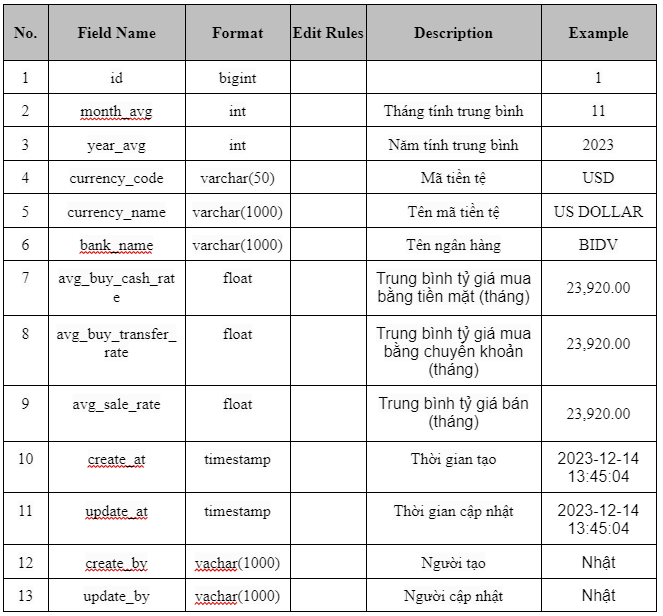 No. Field Name Format Edit Rules Description Example
1 id bigint 1
2 month_avg int Tháng tính trung bình 11
3 year_avg int Năm tính trung bình 2023
4 currency_code varchar(50) Mã tiền tệ USD
5 currency_name varchar(1000) Tên mã tiền tệ US DOLLAR
6 bank_name varchar(1000) Tên ngân hàng BIDV
7 avg_buy_cash_rat float Trung bình tỷ giá mua
e bằng tiền mặt (tháng) 23,920.00
8 avg_buy_transfer_ float Trung bình tỷ giá mua
rate bằng chuyển khoản 23,920.00
(tháng)
9 avg_sale_rate float Trung bình tỷ giá bán
(tháng) 23,920.00
10 create_at timestamp Thời gian tạo 2023-12-14
13:45:04
11 update_at timestamp Thời gian cập nhật 2023-12-14
13:45:04
12 create_by vachar(1000) Người tạo Nhật
13 update_by vachar(1000) Người cập nhật Nhật